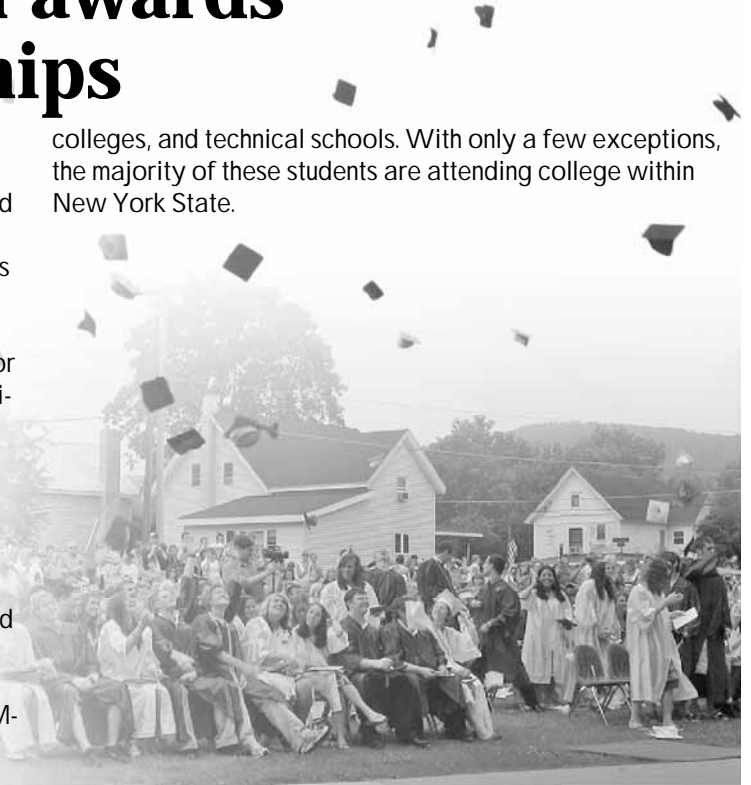 awards
hips
colleges, and technical schools. With only a few exceptions,
the majority of these students are attending college within
New York State.
d
s
or
i-
d
M-